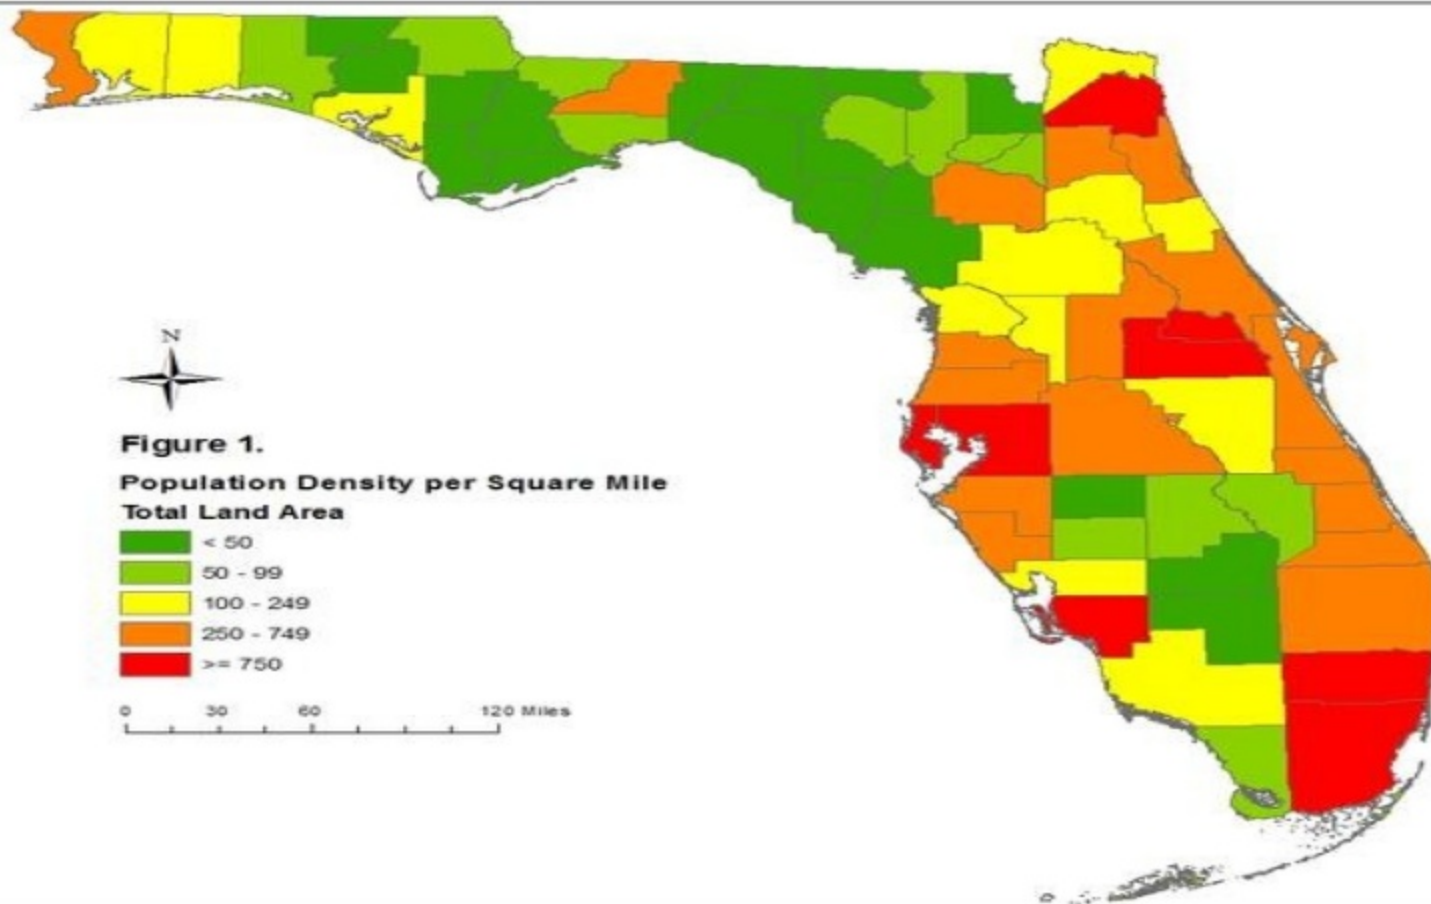 N
Figure 1.
Population Density per Square Mile
Total Land Area
< 50
50 - 99
100 - 249
250 - 749
>= 750
0 30 60 120 Miles